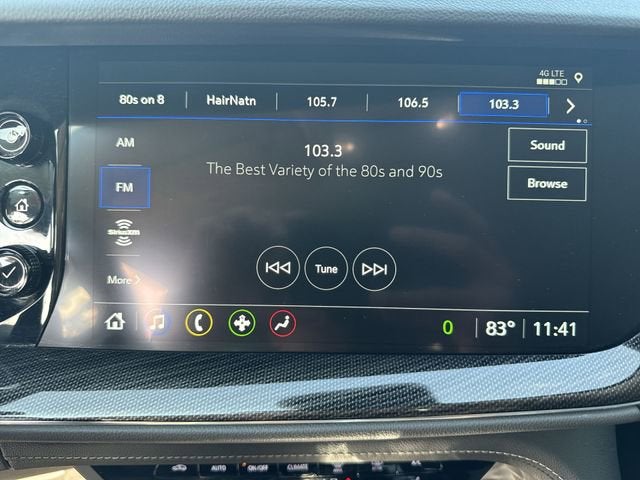 4G LTE
80s on 8 HairNatn 105.7 106.5 103.3
AM
FM
SiriusXM
More
103.3
The Best Variety of the 80s and 90s
Sound
Browse
Tune
0 83° 11:41
AUTO ON/OFF CLIMATE